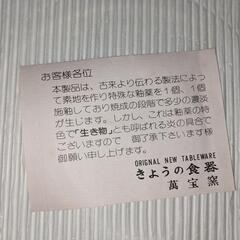 お客様各位
本製品は、古来より伝わる製法によっ
て素地を作り特殊な釉薬を1個、1個
施釉しており焼成の段階で多少の濃淡
が生じます。しかし、これは釉薬の特
色で「生き物」とも呼ばれる炎の具合で
ございますので 御了承下さいます様
御願い申し上げます。
ORIGNAL NEW TABLEWARE
きょうの食器
萬宝窯